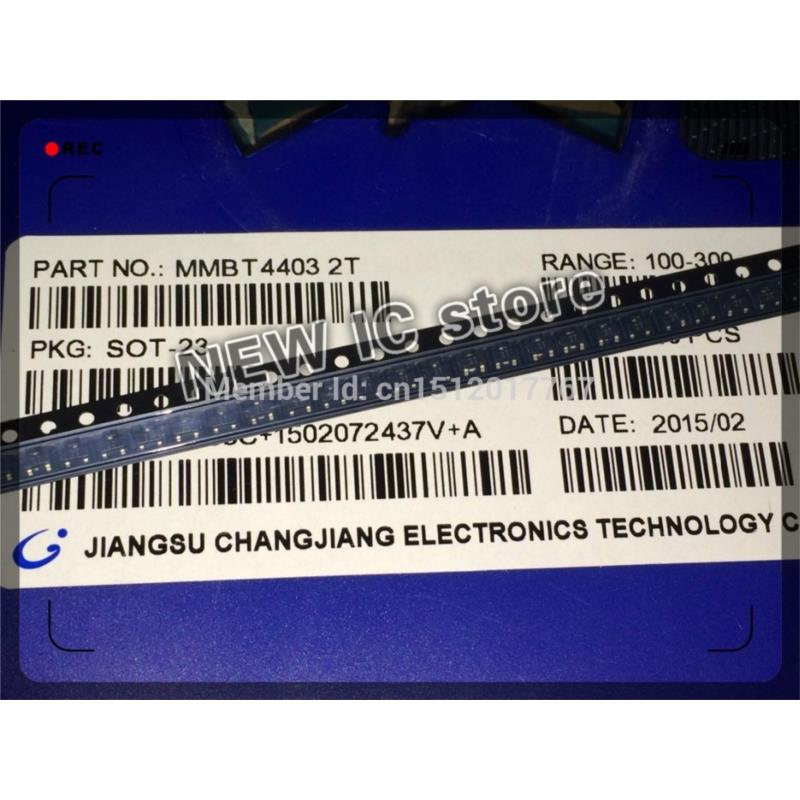 REC
PART NO.: MMBT4403 2T
RANGE: 100-300
PKG: SOT-23
PCS
NEW IC store
Member Id: cn1512017767
+1502072437V+A
DATE: 2015/02
JIANGSU CHANGJIANG ELECTRONICS TECHNOLOGY C